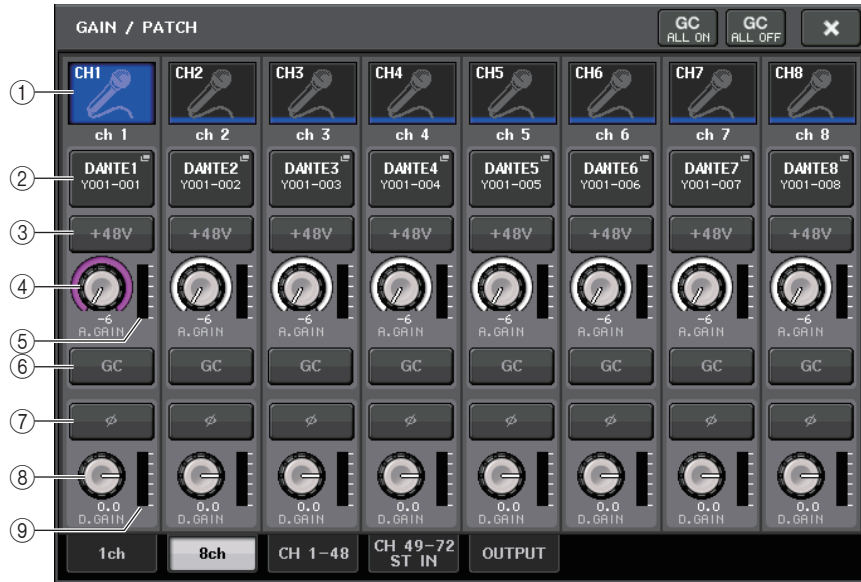 GAIN / PATCH
GC ALL ON
GC ALL OFF
×
① CH1 CH2 CH3 CH4 CH5 CH6 CH7 CH8
ch 1 ch 2 ch 3 ch 4 ch 5 ch 6 ch 7 ch 8
② DANTE1 DANTE2 DANTE3 DANTE4 DANTE5 DANTE6 DANTE7 DANTE8
Y001-001 Y001-002 Y001-003 Y001-004 Y001-005 Y001-006 Y001-007 Y001-008
③ +48V +48V +48V +48V +48V +48V +48V +48V
④
-6 -6 -6 -6 -6 -6 -6 -6
A.GAIN A.GAIN A.GAIN A.GAIN A.GAIN A.GAIN A.GAIN A.GAIN
⑤
⑥ GC GC GC GC GC GC GC GC
⑦ ø ø ø ø ø ø ø ø
⑧
0.0 0.0 0.0 0.0 0.0 0.0 0.0 0.0
D.GAIN D.GAIN D.GAIN D.GAIN D.GAIN D.GAIN D.GAIN D.GAIN
⑨
1ch 8ch CH 1-48 CH 49-72 ST IN OUTPUT